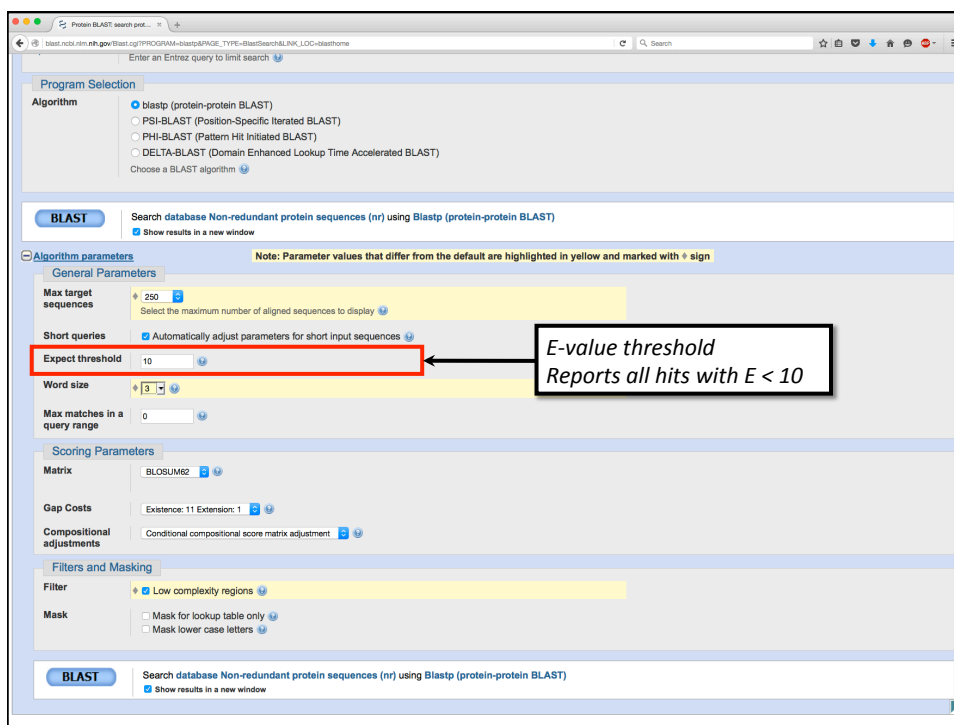 Protein BLAST: search prot...
blast.ncbi.nlm.nih.gov/Blast.cgi?PROGRAM=blastp&PAGE_TYPE=BlastSearch&LINK_LOC=blasthome
Search
Enter an Entrez query to limit search
Program Selection
Algorithm
blastp (protein-protein BLAST)
PSI-BLAST (Position-Specific Iterated BLAST)
PHI-BLAST (Pattern Hit Initiated BLAST)
DELTA-BLAST (Domain Enhanced Lookup Time Accelerated BLAST)
Choose a BLAST algorithm
BLAST
Search database Non-redundant protein sequences (nr) using Blastp (protein-protein BLAST)
Show results in a new window
Algorithm parameters
Note: Parameter values that differ from the default are highlighted in yellow and marked with ♦ sign
General Parameters
Max target sequences
250
Select the maximum number of aligned sequences to display
Short queries
Automatically adjust parameters for short input sequences
Expect threshold
10
E-value threshold
Reports all hits with E < 10
Word size
3
Max matches in a query range
0
Scoring Parameters
Matrix
BLOSUM62
Gap Costs
Existence: 11 Extension: 1
Compositional adjustments
Conditional compositional score matrix adjustment
Filters and Masking
Filter
Low complexity regions
Mask
Mask for lookup table only
Mask lower case letters
BLAST
Search database Non-redundant protein sequences (nr) using Blastp (protein-protein BLAST)
Show results in a new window